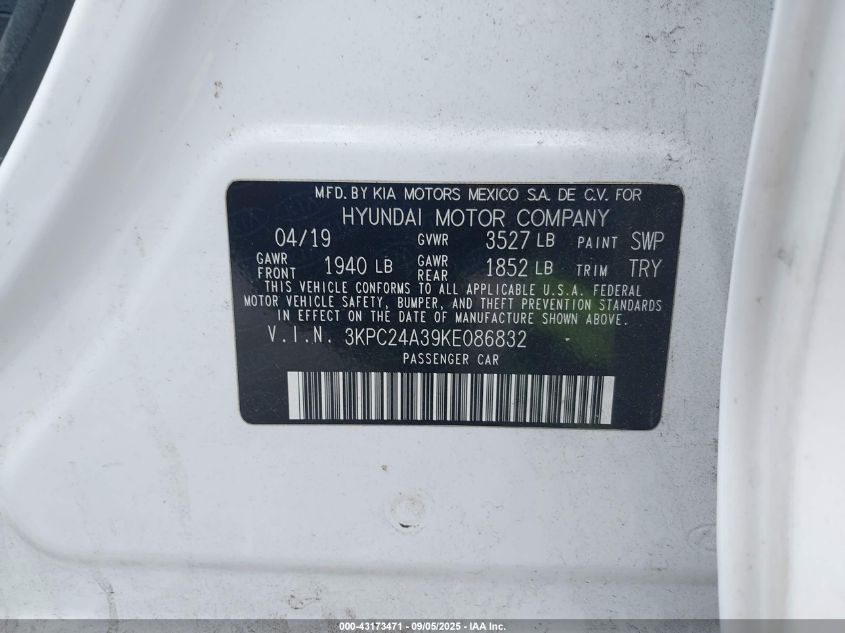 MFD. BY KIA MOTORS MEXICO S.A. DE C.V. FOR
HYUNDAI MOTOR COMPANY
04/19 GVWR 3527 LB PAINT SWP
GAWR FRONT 1940 LB GAWR REAR 1852 LB TRIM TRY
THIS VEHICLE CONFORMS TO ALL APPLICABLE U.S.A. FEDERAL
MOTOR VEHICLE SAFETY, BUMPER, AND THEFT PREVENTION STANDARDS
IN EFFECT ON THE DATE OF MANUFACTURE SHOWN ABOVE.
V.I.N. 3KPC24A39KE086832
PASSENGER CAR
000-43173471 - 09/05/2025 - IAA Inc.